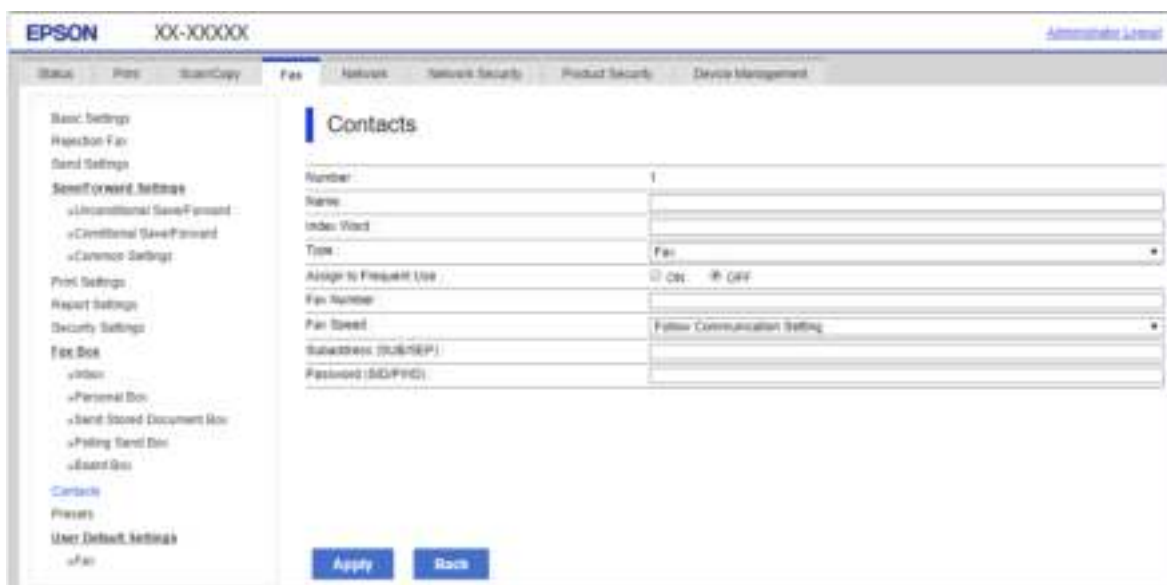 EPSON XX-XXXXX Administrator Logout
Status Print Scan/Copy Fax Network Network Security Product Security Device Management
Basic Settings
Rejection Fax
Send Settings
Save/Forward Settings
»Unconditional Save/Forward
»Conditional Save/Forward
»Common Settings
Print Settings
Report Settings
Security Settings
Fax Box
»Inbox
»Personal Box
»Send Stored Document Box
»Polling Send Box
»Board Box
Contacts
Presets
User Default Settings
»Fax
Contacts
Number : 1
Name :
Index Word :
Type : Fax
Assign to Frequent Use : ON OFF
Fax Number :
Fax Speed : Follow Communication Setting
Subaddress (SUB/SEP) :
Password (SID/PWD) :
Apply Back